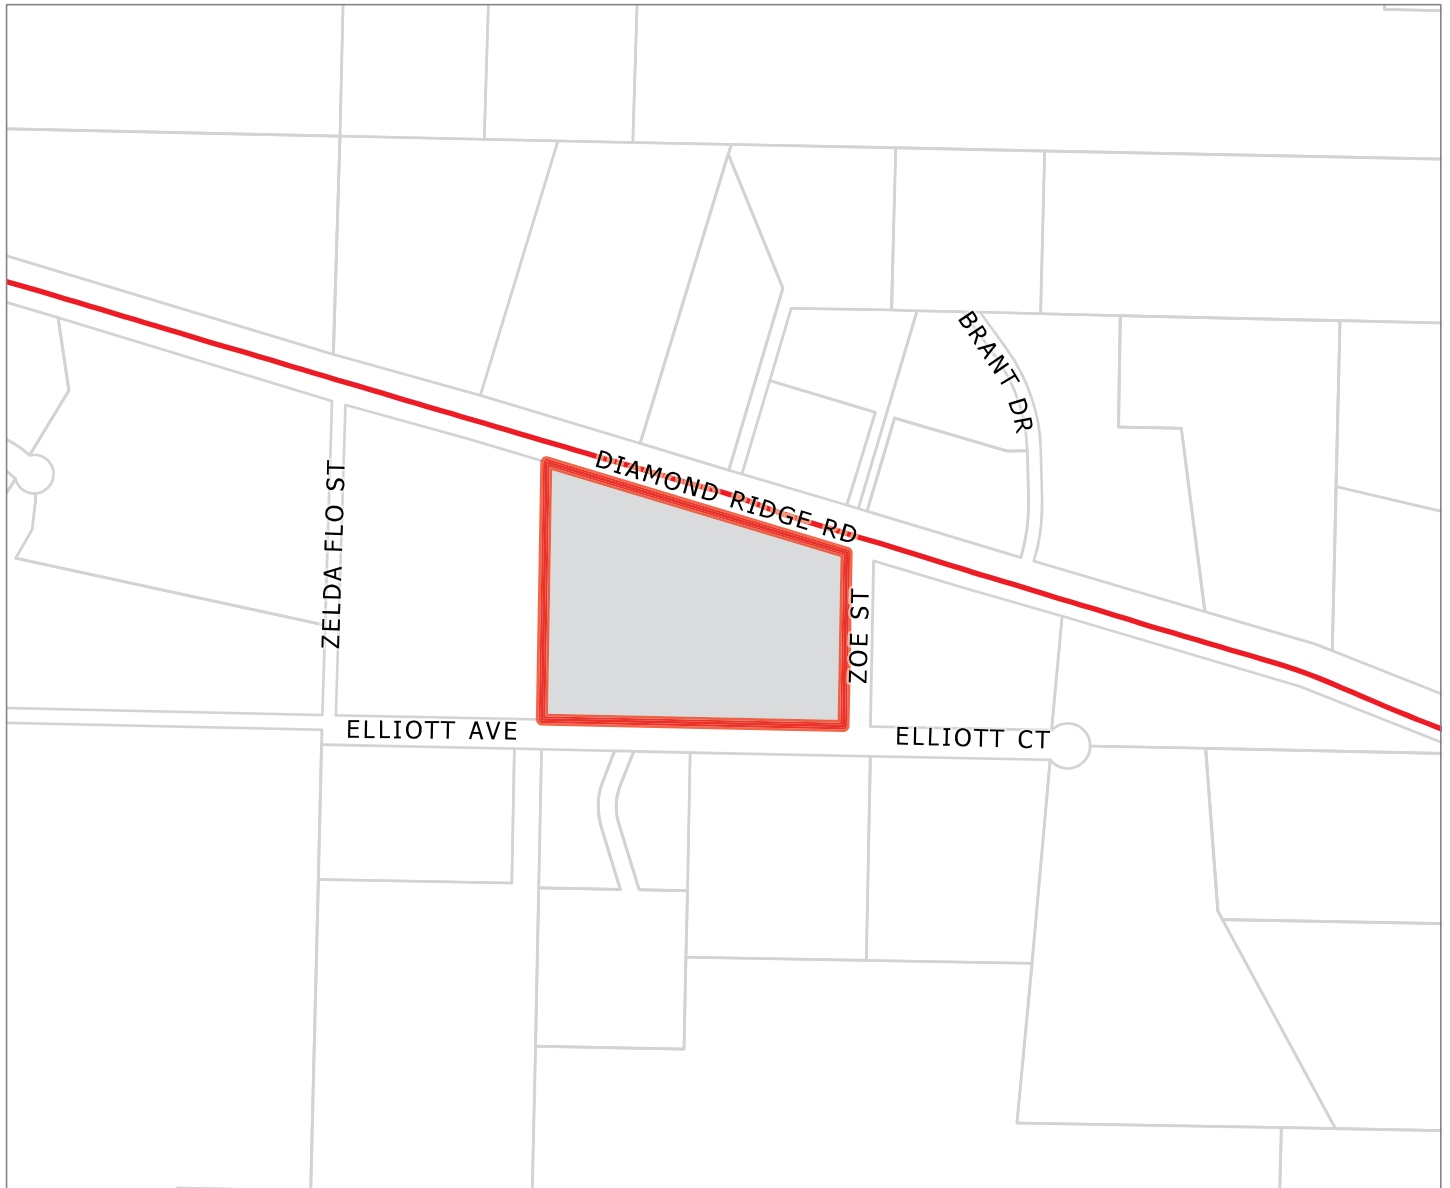 BRANT DR
DIAMOND RIDGE RD
ZELDA FLO ST
ZOE ST
ELLIOTT AVE
ELLIOTT CT